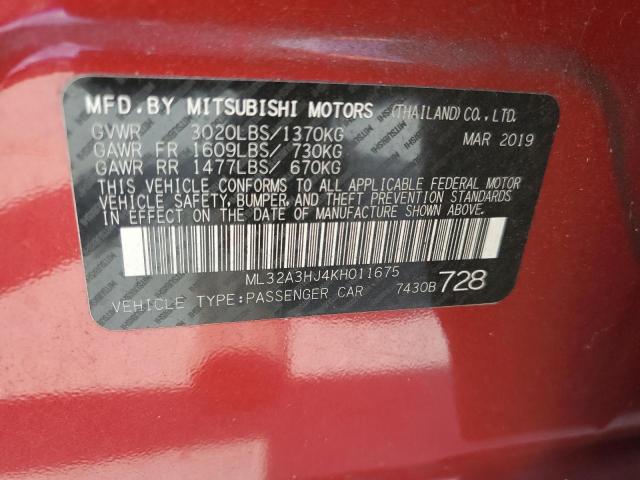 MFD.BY MITSUBISHI MOTORS (THAILAND)CO.,LTD.
GVWR 3020LBS/1370KG MAR 2019
GAWR FR 1609LBS/ 730KG
GAWR RR 1477LBS/ 670KG
THIS VEHICLE CONFORMS TO ALL APPLICABLE FEDERAL MOTOR
VEHICLE SAFETY, BUMPER, AND THEFT PREVENTION STANDARDS
IN EFFECT ON THE DATE OF MANUFACTURE SHOWN ABOVE.
ML32A3HJ4KH011675
VEHICLE TYPE:PASSENGER CAR 7430B 728